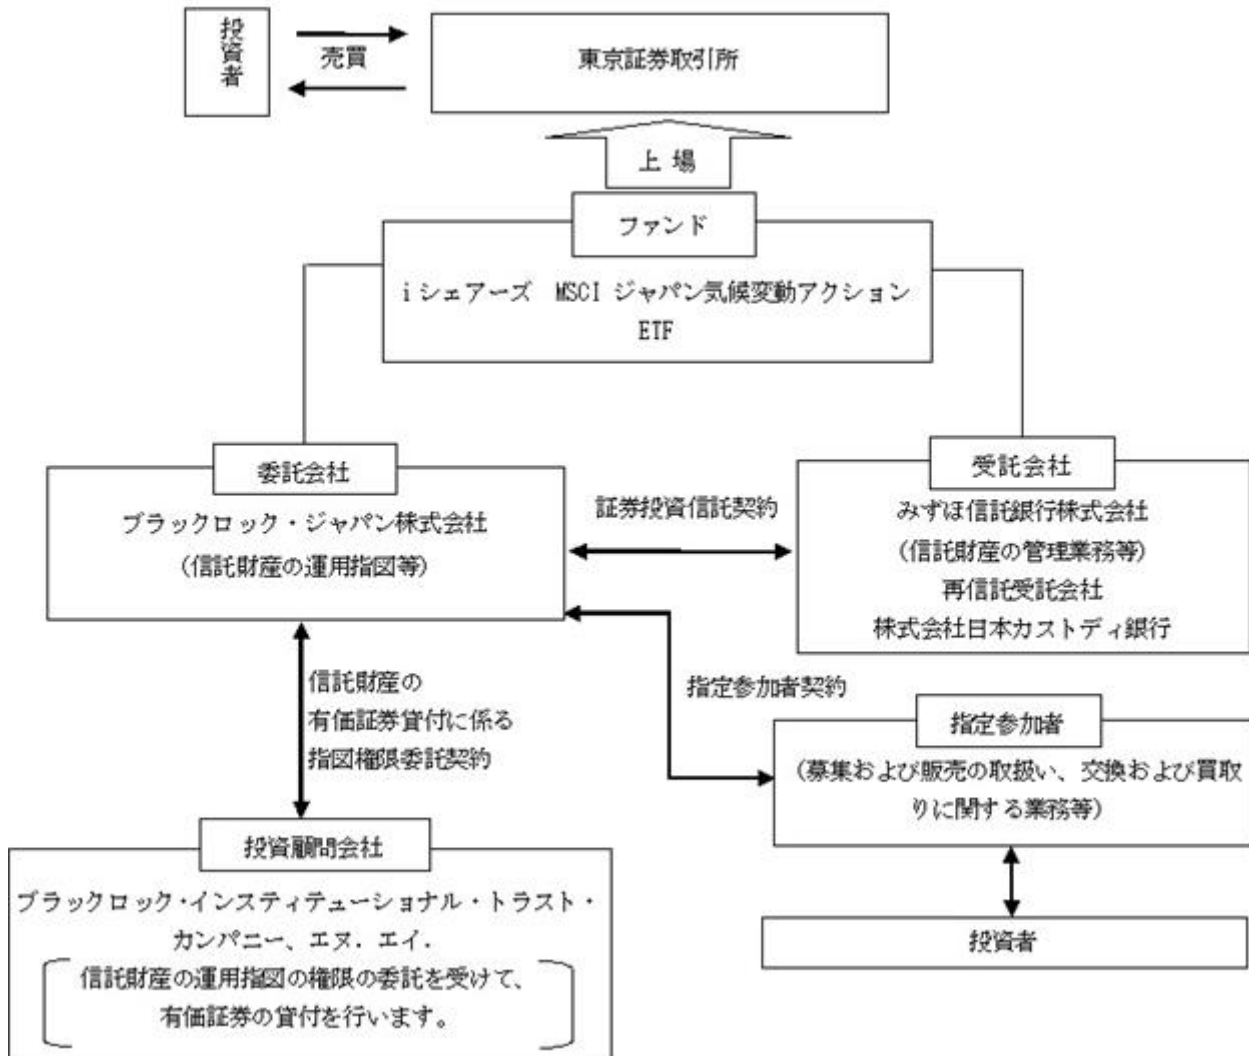 投資者
売買
東京証券取引所
上 場
ファンド
iシェアーズ　MSCI ジャパン気候変動アクション
ETF
委託会社
ブラックロック・ジャパン株式会社
（信託財産の運用指図等）
証券投資信託契約
受託会社
みずほ信託銀行株式会社
（信託財産の管理業務等）
再信託受託会社
株式会社日本カストディ銀行
信託財産の
有価証券貸付に係る
指図権限委託契約
指定参加者契約
指定参加者
（募集および販売の取扱い、交換および買取
りに関する業務等）
投資顧問会社
ブラックロック・インスティテューショナル・トラスト・
カンパニー、エヌ．エイ．
信託財産の運用指図の権限の委託を受けて、
有価証券の貸付を行います。
投資者